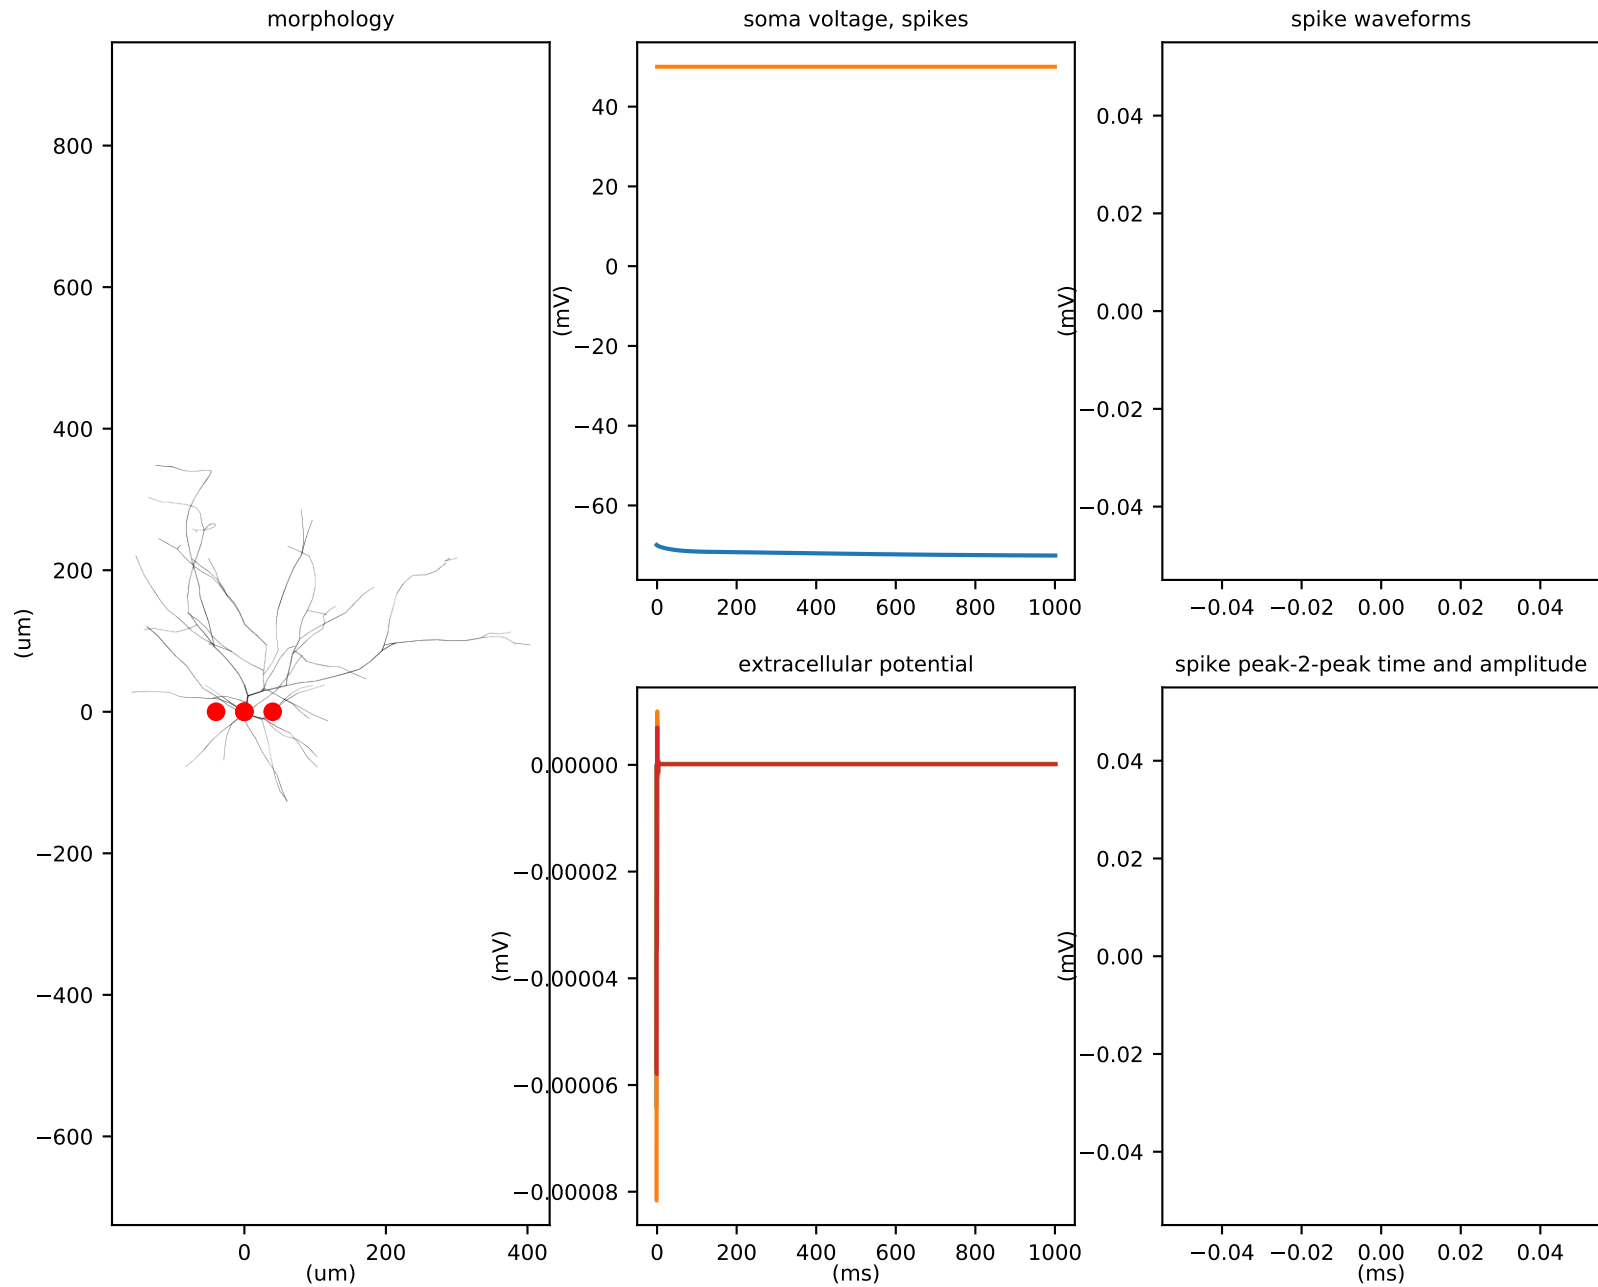 morphology
800
600
400
200
0
−200
−400
−600
(um)
0 200 400
(um)
soma voltage, spikes
40
20
0
−20
−40
−60
(mV)
0 200 400 600 800 1000
spike waveforms
0.04
0.02
0.00
−0.02
−0.04
(mV)
−0.04 −0.02 0.00 0.02 0.04
extracellular potential
0.00000
−0.00002
−0.00004
−0.00006
−0.00008
(mV)
0 200 400 600 800 1000
(ms)
spike peak-2-peak time and amplitude
0.04
0.02
0.00
−0.02
−0.04
(mV)
−0.04 −0.02 0.00 0.02 0.04
(ms)